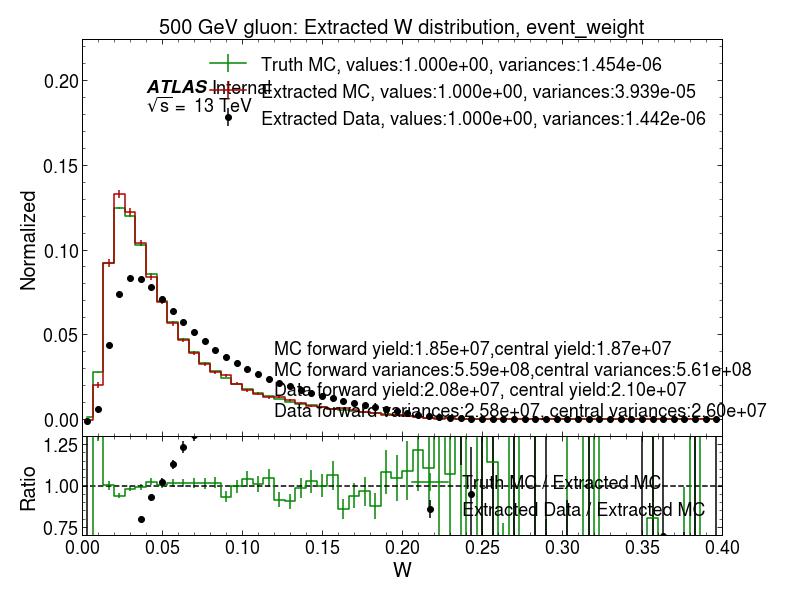 500 GeV gluon: Extracted W distribution, event_weight
Truth MC, values:1.000e+00, variances:1.454e-06
ATLAS Internal
Extracted MC, values:1.000e+00, variances:3.939e-05
√s = 13 TeV
Extracted Data, values:1.000e+00, variances:1.442e-06
0.20
0.15
0.10
0.05
0.00
Normalized
MC forward yield:1.85e+07,central yield:1.87e+07
MC forward variances:5.59e+08,central variances:5.61e+08
Data forward yield:2.08e+07, central yield:2.10e+07
Data forward variances:2.58e+07, central variances:2.60e+07
1.25
1.00
0.75
Ratio
Truth MC / Extracted MC
Extracted Data / Extracted MC
0.00 0.05 0.10 0.15 0.20 0.25 0.30 0.35 0.40
W